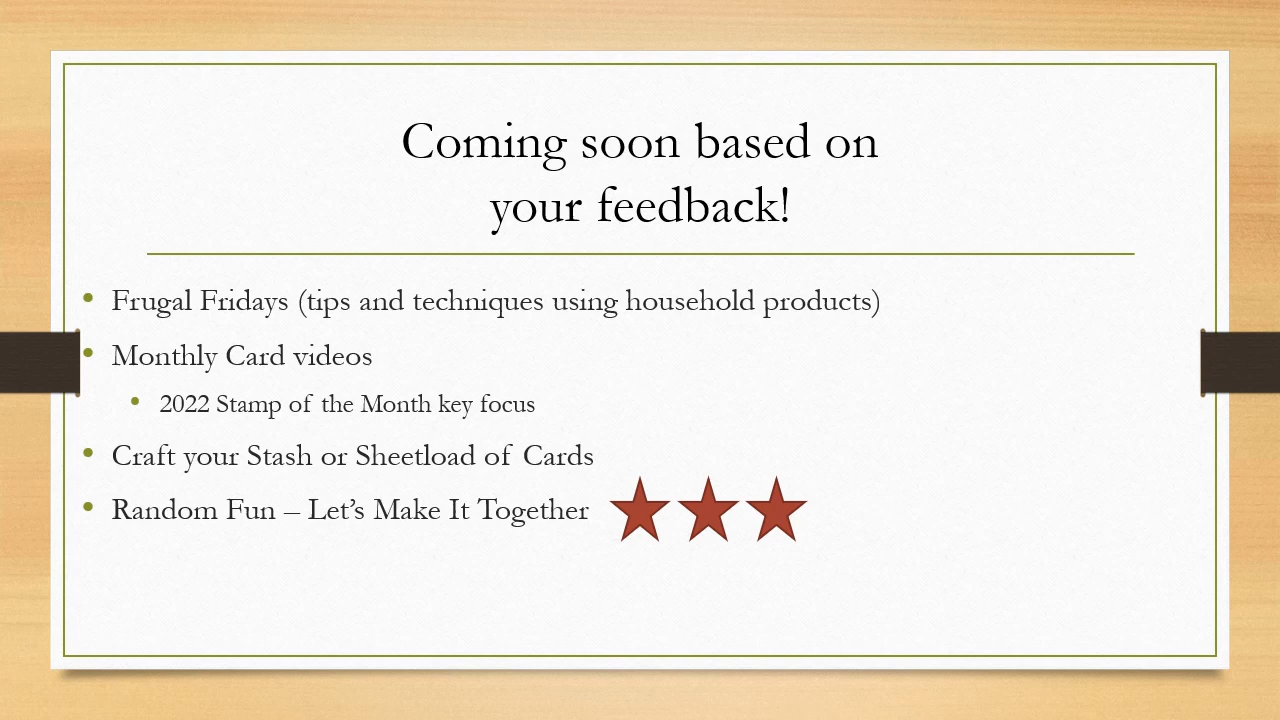 Coming soon based on
your feedback!
• Frugal Fridays (tips and techniques using household products)
• Monthly Card videos
• 2022 Stamp of the Month key focus
• Craft your Stash or Sheetload of Cards
• Random Fun – Let’s Make It Together